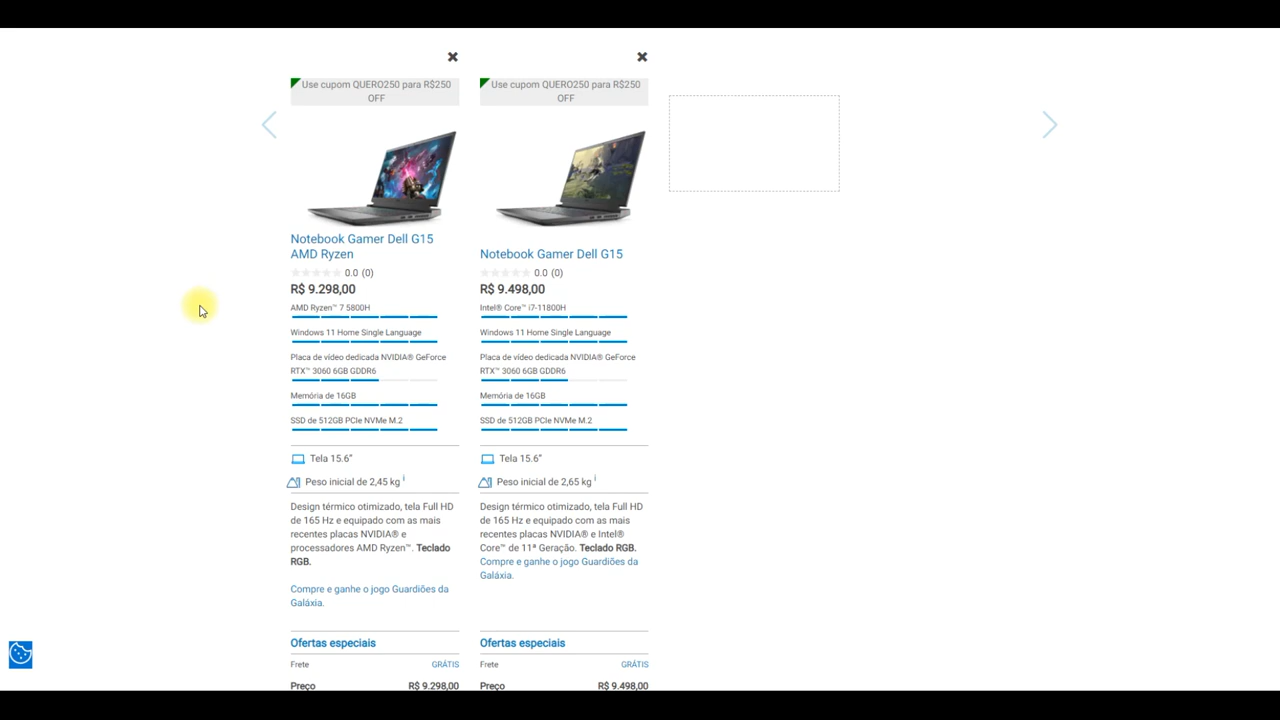 Use cupom QUERO250 para R$250
OFF
Notebook Gamer Dell G15
AMD Ryzen
0.0 (0)
R$ 9.298,00
AMD Ryzen™ 7 5800H
Windows 11 Home Single Language
Placa de vídeo dedicada NVIDIA® GeForce
RTX™ 3060 6GB GDDR6
Memória de 16GB
SSD de 512GB PCIe NVMe M.2
Tela 15.6”
Peso inicial de 2,45 kg i
Design térmico otimizado, tela Full HD
de 165 Hz e equipado com as mais
recentes placas NVIDIA® e
processadores AMD Ryzen™. Teclado
RGB.
Compre e ganhe o jogo Guardiões da
Galáxia.
Ofertas especiais
Frete GRÁTIS
Preço R$ 9.298,00
Use cupom QUERO250 para R$250
OFF
Notebook Gamer Dell G15
0.0 (0)
R$ 9.498,00
Intel® Core™ i7-11800H
Windows 11 Home Single Language
Placa de vídeo dedicada NVIDIA® GeForce
RTX™ 3060 6GB GDDR6
Memória de 16GB
SSD de 512GB PCIe NVMe M.2
Tela 15.6”
Peso inicial de 2,65 kg i
Design térmico otimizado, tela Full HD
de 165 Hz e equipado com as mais
recentes placas NVIDIA® e Intel®
Core™ de 11ª Geração. Teclado RGB.
Compre e ganhe o jogo Guardiões da
Galáxia.
Ofertas especiais
Frete GRÁTIS
Preço R$ 9.498,00